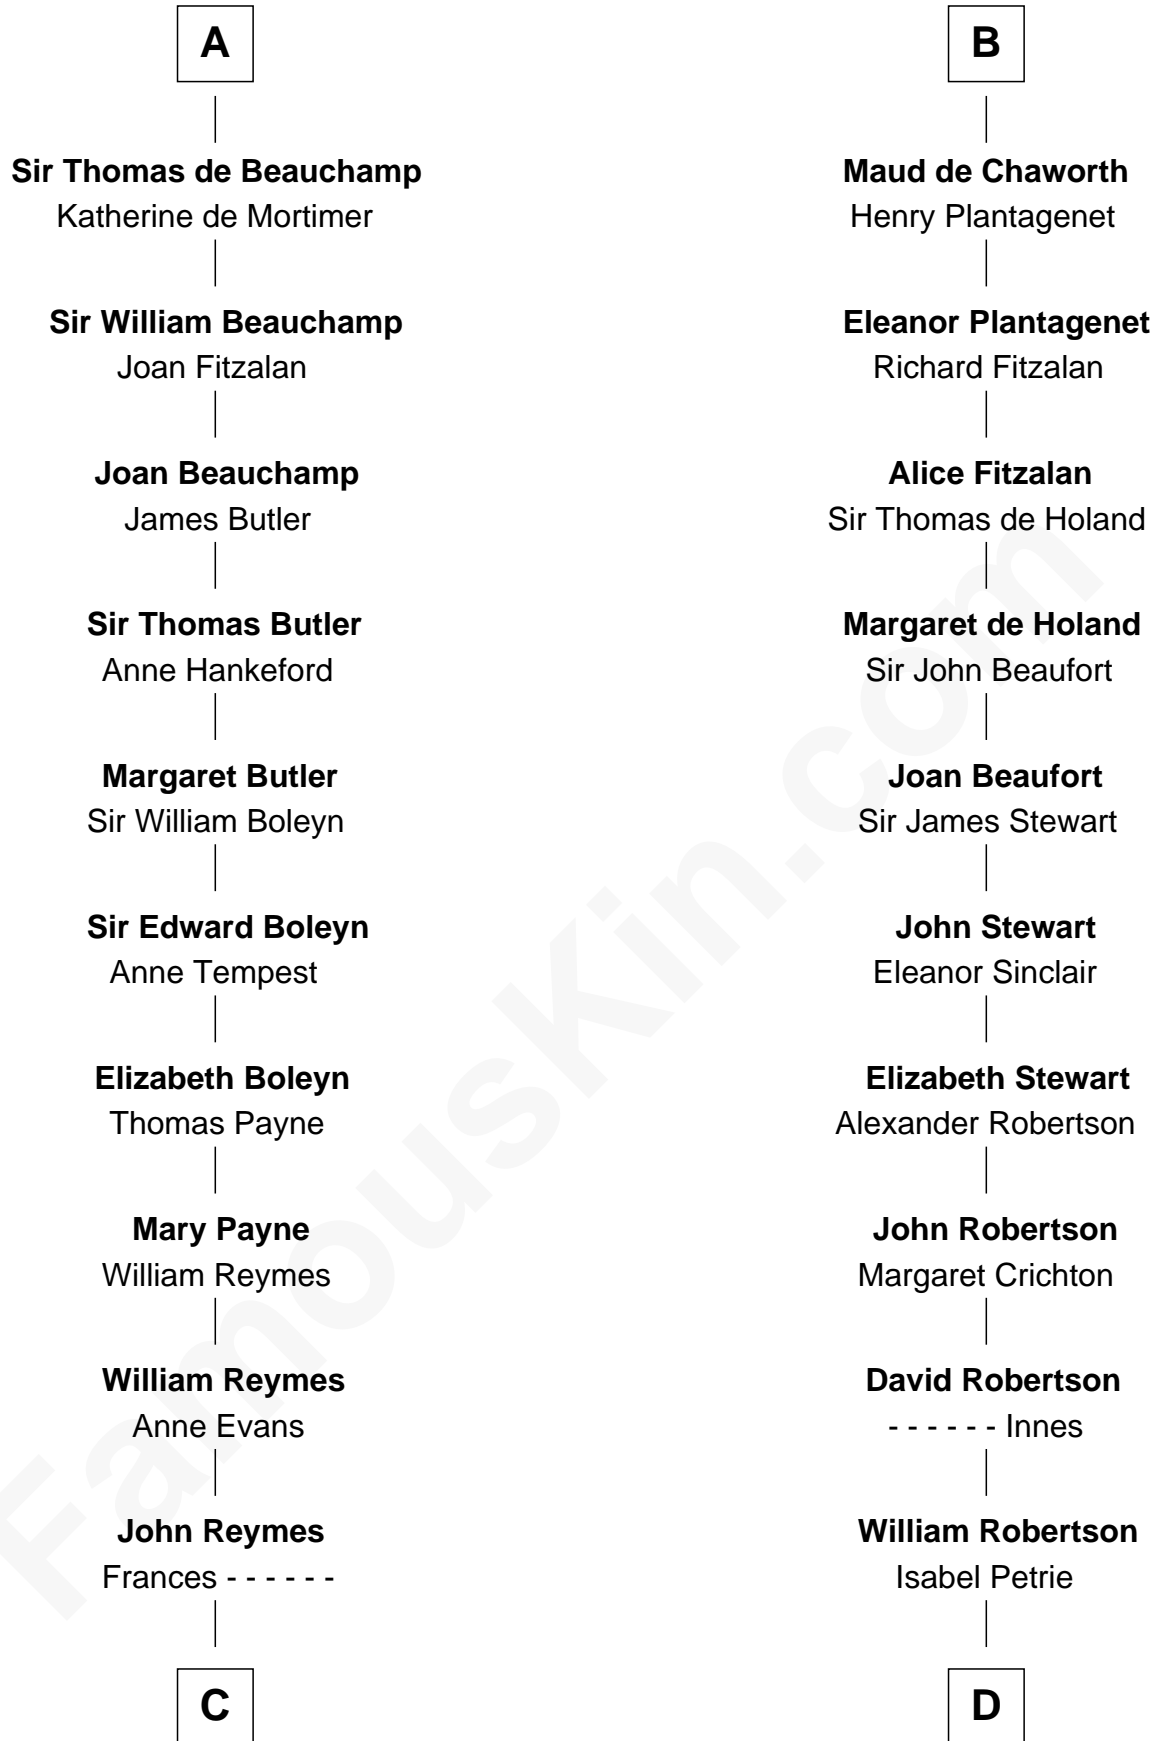 A
Sir Thomas de Beauchamp
Katherine de Mortimer
Sir William Beauchamp
Joan Fitzalan
Joan Beauchamp
James Butler
Sir Thomas Butler
Anne Hankeford
Margaret Butler
Sir William Boleyn
Sir Edward Boleyn
Anne Tempest
Elizabeth Boleyn
Thomas Payne
Mary Payne
William Reymes
William Reymes
Anne Evans
John Reymes
Frances - - - - - -
C
B
Maud de Chaworth
Henry Plantagenet
Eleanor Plantagenet
Richard Fitzalan
Alice Fitzalan
Sir Thomas de Holand
Margaret de Holand
Sir John Beaufort
Joan Beaufort
Sir James Stewart
John Stewart
Eleanor Sinclair
Elizabeth Stewart
Alexander Robertson
John Robertson
Margaret Crichton
David Robertson
- - - - - - Innes
William Robertson
Isabel Petrie
D
FamousKin.com